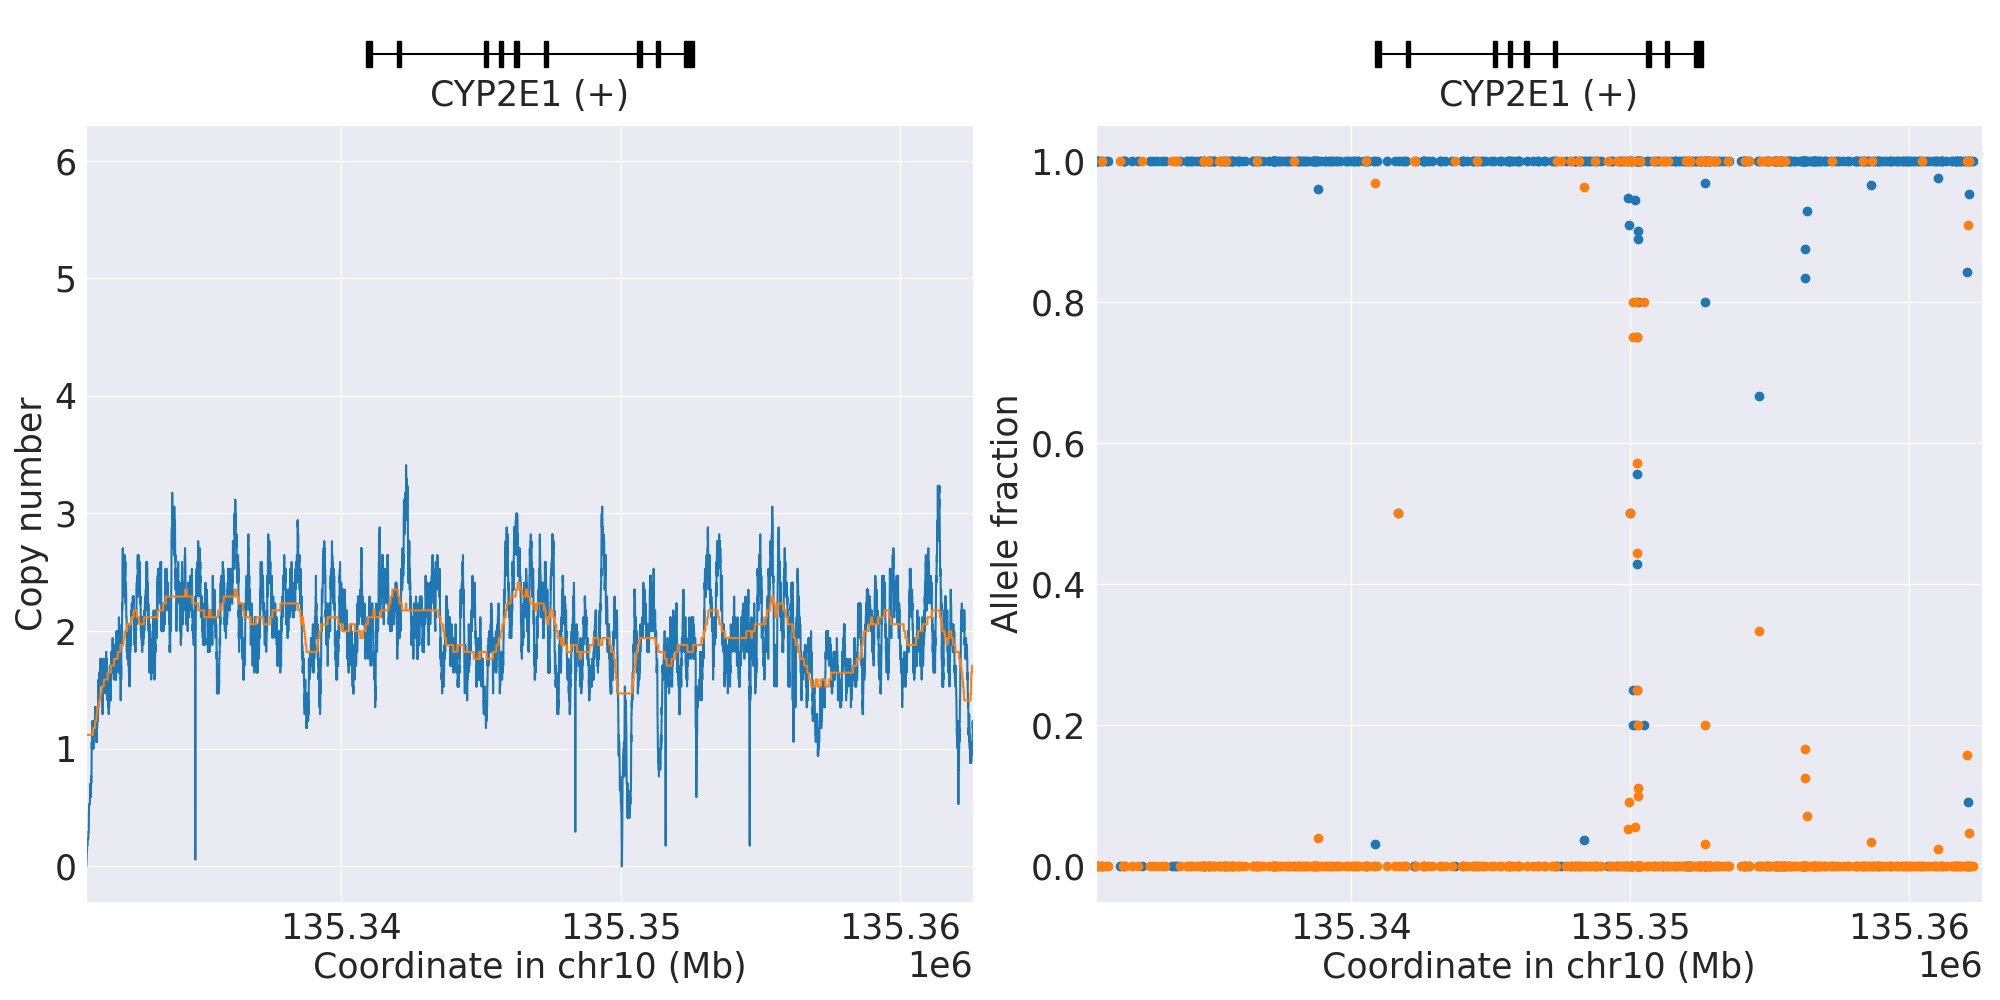 CYP2E1 (+)
6
5
4
3
2
1
0
Copy number
135.34 135.35 135.36
Coordinate in chr10 (Mb)
1e6
CYP2E1 (+)
1.0
0.8
0.6
0.4
0.2
0.0
Allele fraction
135.34 135.35 135.36
Coordinate in chr10 (Mb)
1e6